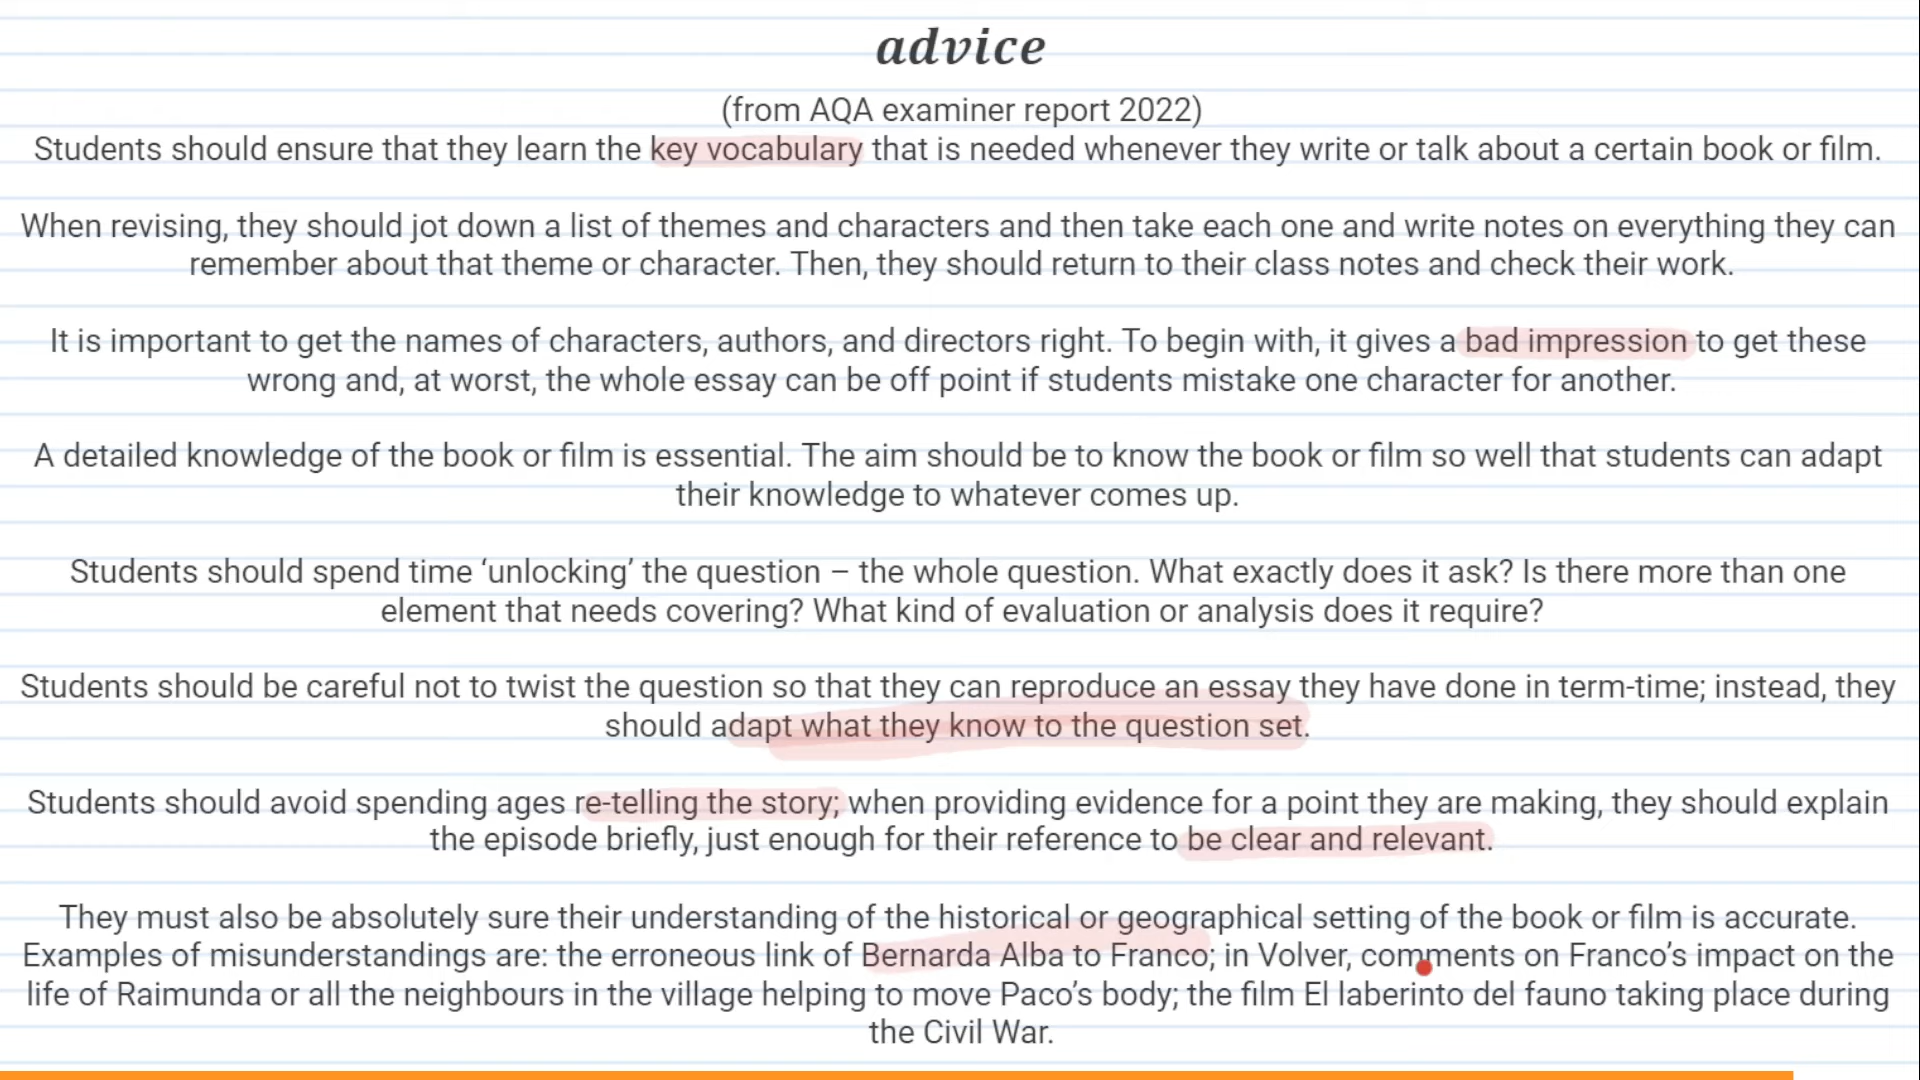 advice
(from AQA examiner report 2022)
Students should ensure that they learn the key vocabulary that is needed whenever they write or talk about a certain book or film.
When revising, they should jot down a list of themes and characters and then take each one and write notes on everything they can
remember about that theme or character. Then, they should return to their class notes and check their work.
It is important to get the names of characters, authors, and directors right. To begin with, it gives a bad impression to get these
wrong and, at worst, the whole essay can be off point if students mistake one character for another.
A detailed knowledge of the book or film is essential. The aim should be to know the book or film so well that students can adapt
their knowledge to whatever comes up.
Students should spend time ‘unlocking’ the question – the whole question. What exactly does it ask? Is there more than one
element that needs covering? What kind of evaluation or analysis does it require?
Students should be careful not to twist the question so that they can reproduce an essay they have done in term-time; instead, they
should adapt what they know to the question set.
Students should avoid spending ages re-telling the story; when providing evidence for a point they are making, they should explain
the episode briefly, just enough for their reference to be clear and relevant.
They must also be absolutely sure their understanding of the historical or geographical setting of the book or film is accurate.
Examples of misunderstandings are: the erroneous link of Bernarda Alba to Franco; in Volver, comments on Franco’s impact on the
life of Raimunda or all the neighbours in the village helping to move Paco’s body; the film El laberinto del fauno taking place during
the Civil War.